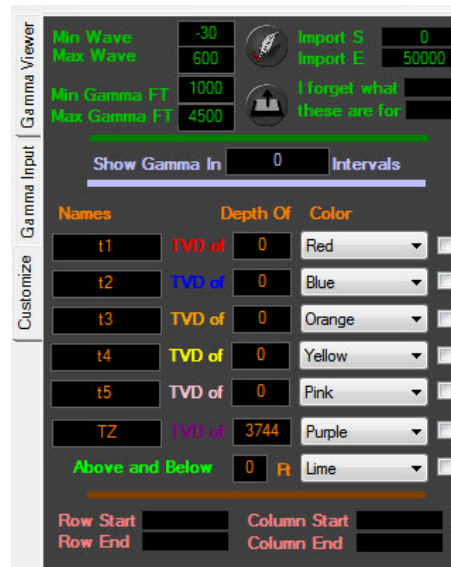 Gamma Viewer
Gamma Input
Customize
Min Wave -30 Import S 0
Max Wave 600 Import E 50000
Min Gamma FT 1000 I forget what
Max Gamma FT 4500 these are for
Show Gamma In 0 Intervals
Names Depth Of Color
t1 TVD of 0 Red
t2 TVD of 0 Blue
t3 TVD of 0 Orange
t4 TVD of 0 Yellow
t5 TVD of 0 Pink
TZ TVD of 3744 Purple
Above and Below 0 Ft Lime
Row Start Column Start
Row End Column End